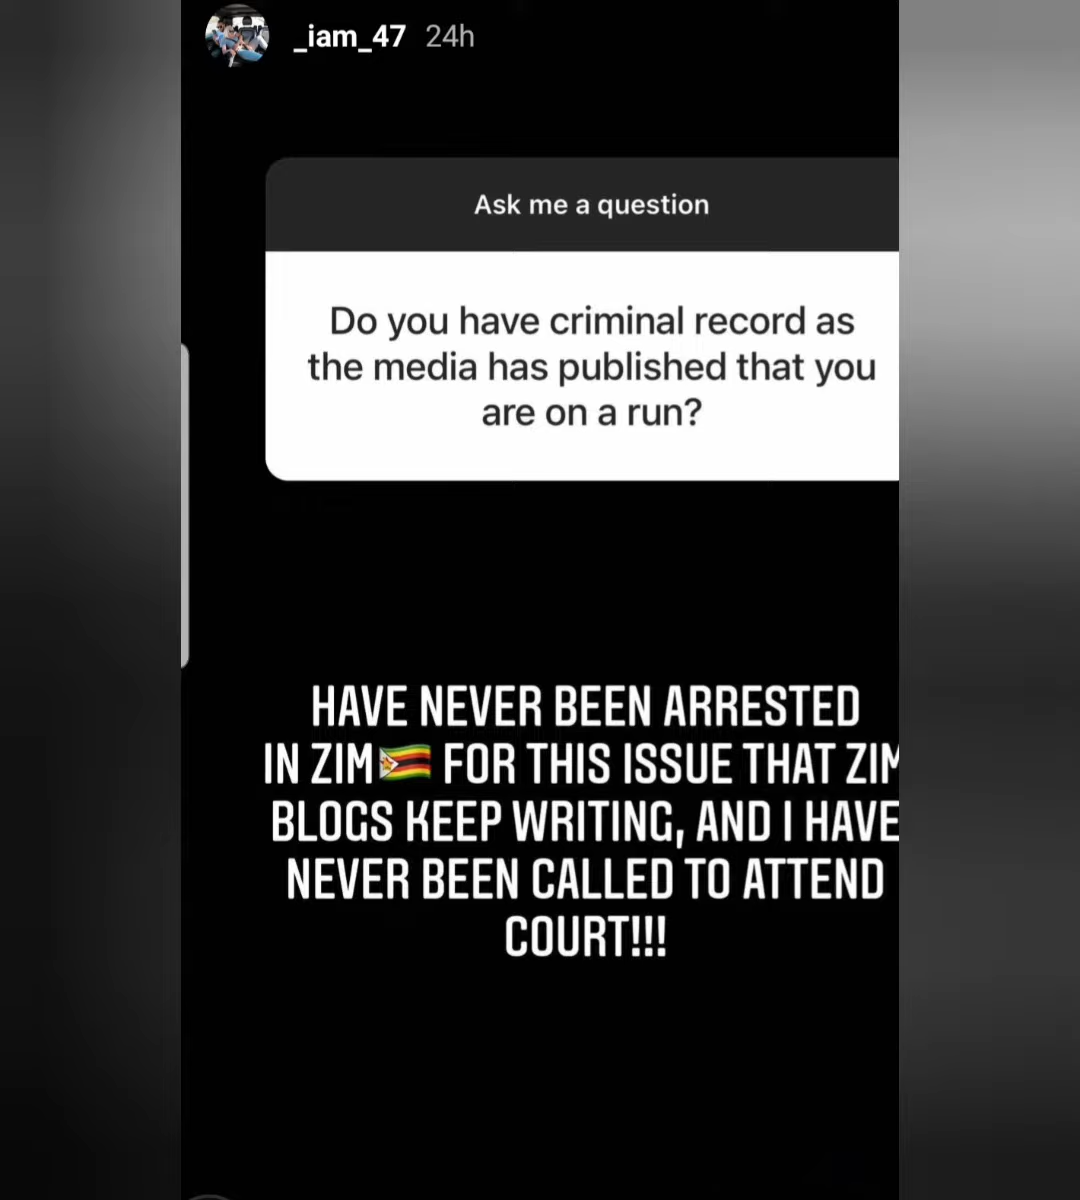 _iam_47 24h
Ask me a question
Do you have criminal record as
the media has published that you
are on a run?
HAVE NEVER BEEN ARRESTED
IN ZIM🇿🇼 FOR THIS ISSUE THAT ZIM
BLOGS KEEP WRITING, AND I HAVE
NEVER BEEN CALLED TO ATTEND
COURT!!!